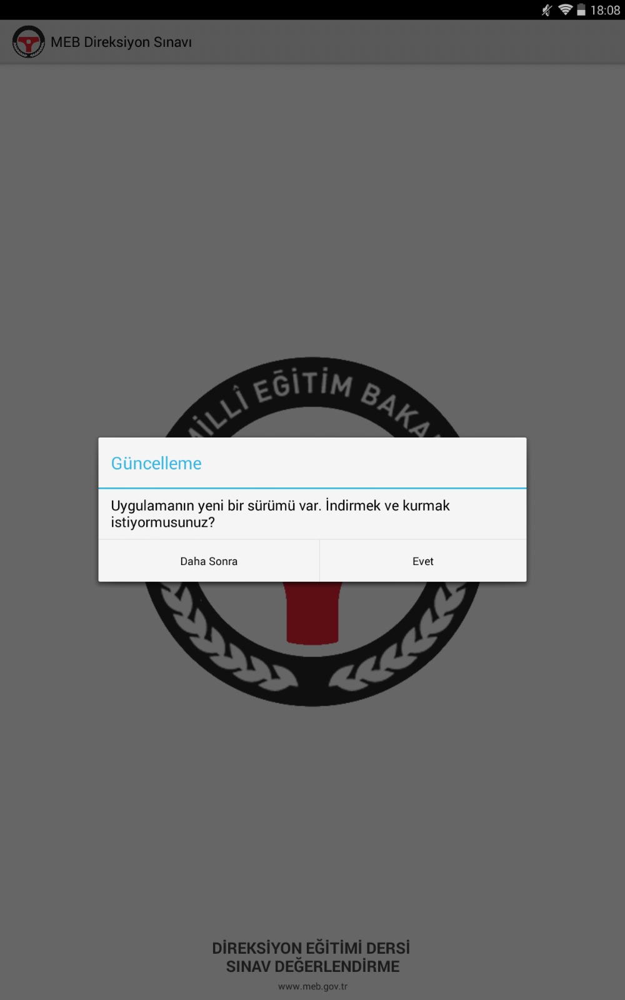 18:08
MEB Direksiyon Sınavı
MİLLÎ EĞİTİM
Güncelleme
Uygulamanın yeni bir sürümü var. İndirmek ve kurmak
istiyormusunuz?
Daha Sonra
Evet
DİREKSİYON EĞİTİMİ DERSİ
SINAV DEĞERLENDİRME
www.meb.gov.tr